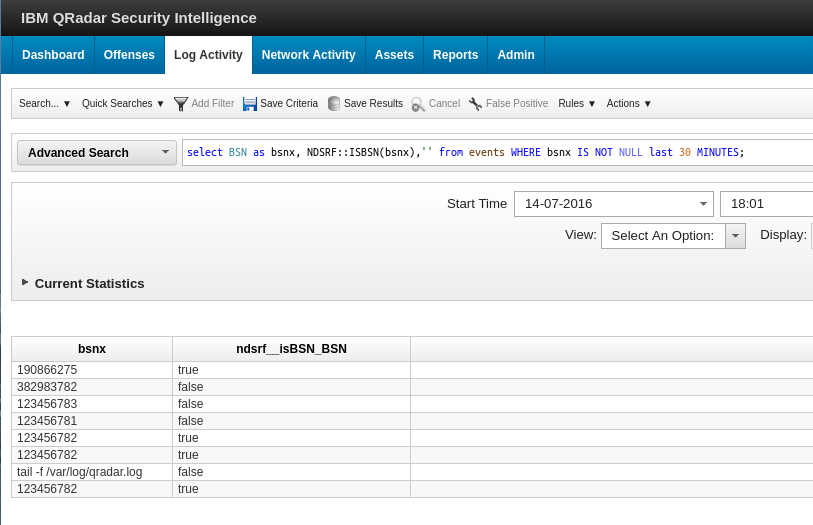 IBM QRadar Security Intelligence
Dashboard Offenses Log Activity Network Activity Assets Reports Admin
Search... ▼ Quick Searches ▼ Add Filter Save Criteria Save Results Cancel False Positive Rules ▼ Actions ▼
Advanced Search select BSN as bsnx, NDSRF::ISBSN(bsnx),'' from events WHERE bsnx IS NOT NULL last 30 MINUTES;
Start Time 14-07-2016 18:01
View: Select An Option: Display:
Current Statistics
bsnx ndsrf__isBSN_BSN
190866275 true
382983782 false
123456783 false
123456781 false
123456782 true
123456782 true
tail -f /var/log/qradar.log false
123456782 true